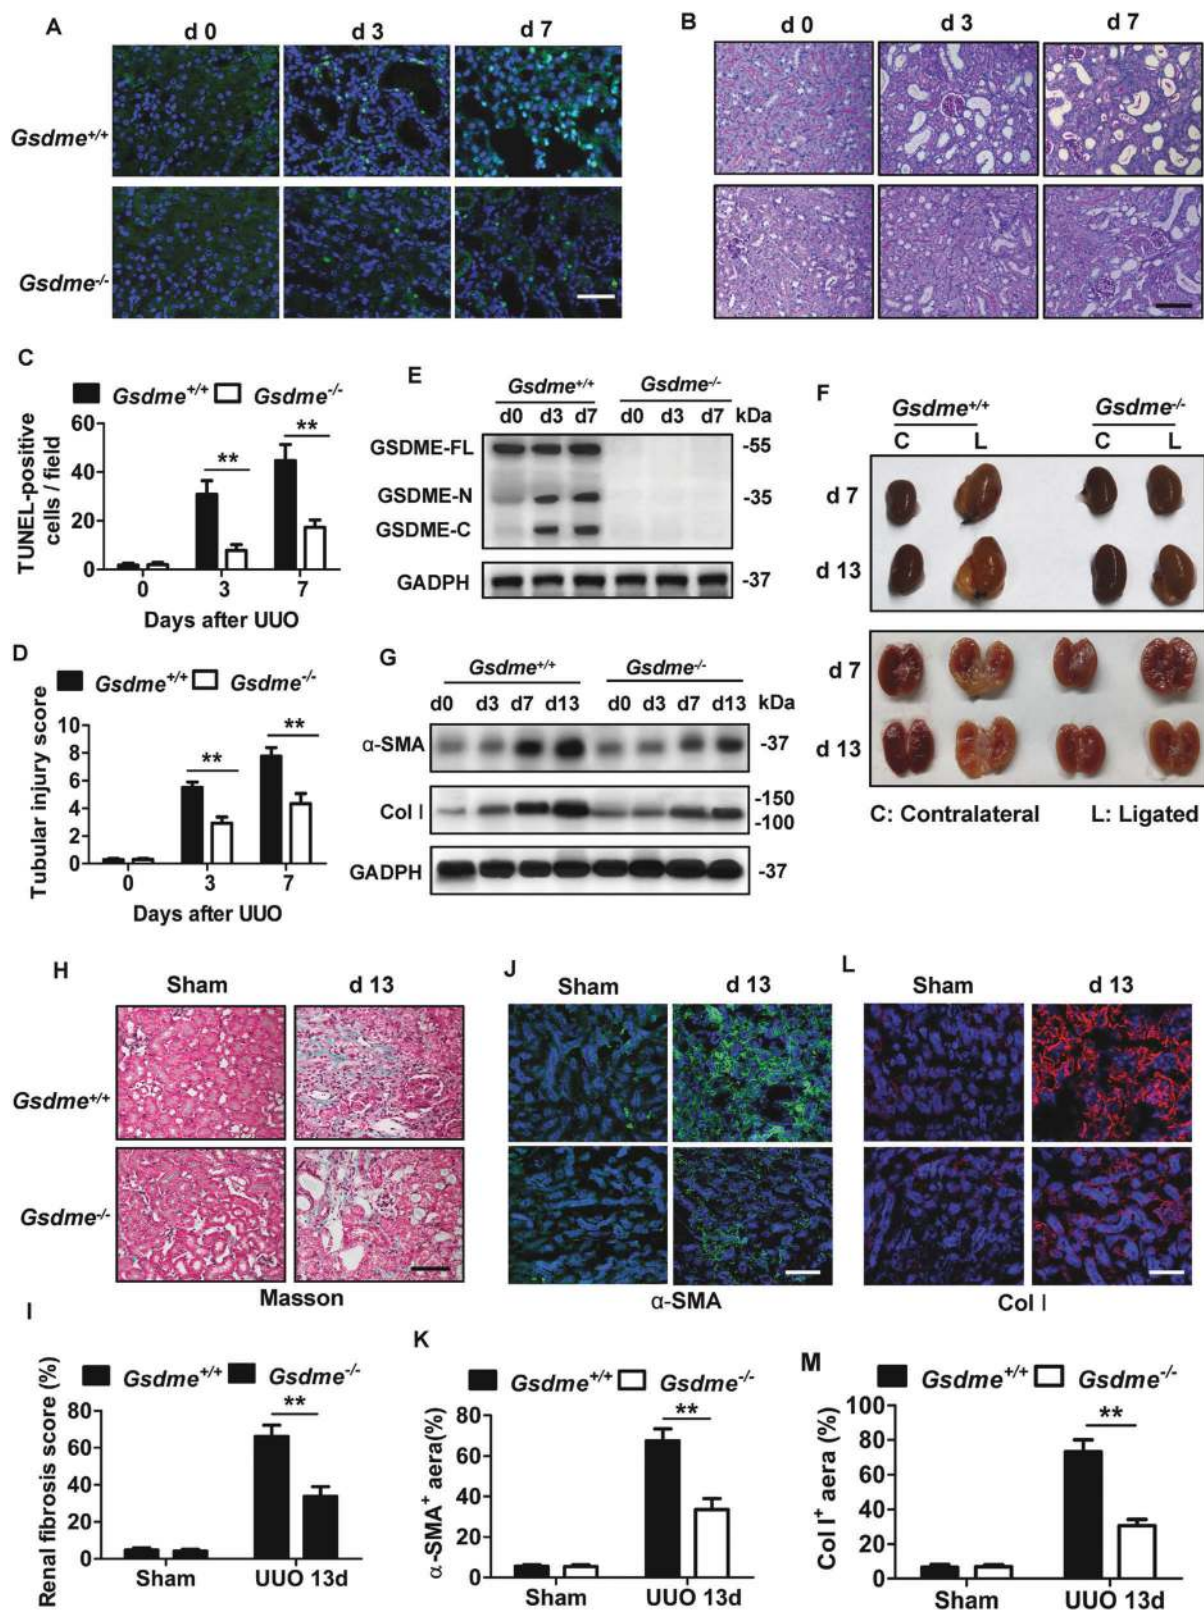 A
d 0 d 3 d 7
Gsdme+/+
Gsdme-/-
B
d 0 d 3 d 7
C
Gsdme+/+ Gsdme-/-
TUNEL-positive
cells / field
60
40
20
0
** **
0 3 7
Days after UUO
D
Gsdme+/+ Gsdme-/-
Tubular injury score
10
8
6
4
2
0
** **
0 3 7
Days after UUO
E
Gsdme+/+ Gsdme-/-
d0 d3 d7 d0 d3 d7 kDa
GSDME-FL -55
GSDME-N -35
GSDME-C
GADPH -37
F
Gsdme+/+ Gsdme-/-
C L C L
d 7
d 13
d 7
d 13
C: Contralateral L: Ligated
G
Gsdme+/+ Gsdme-/-
d0 d3 d7 d13 d0 d3 d7 d13 kDa
α-SMA -37
Col I -150
-100
GADPH -37
H
Sham d 13
Gsdme+/+
Gsdme-/-
Masson
J
Sham d 13
α-SMA
L
Sham d 13
Col I
I
Gsdme+/+ Gsdme-/-
Renal fibrosis score (%)
80
60
40
20
0
**
Sham UUO 13d
K
Gsdme+/+ Gsdme-/-
α-SMA+ aera(%)
80
60
40
20
0
**
Sham UUO 13d
M
Gsdme+/+ Gsdme-/-
Col I+ aera (%)
100
80
60
40
20
0
**
Sham UUO 13d